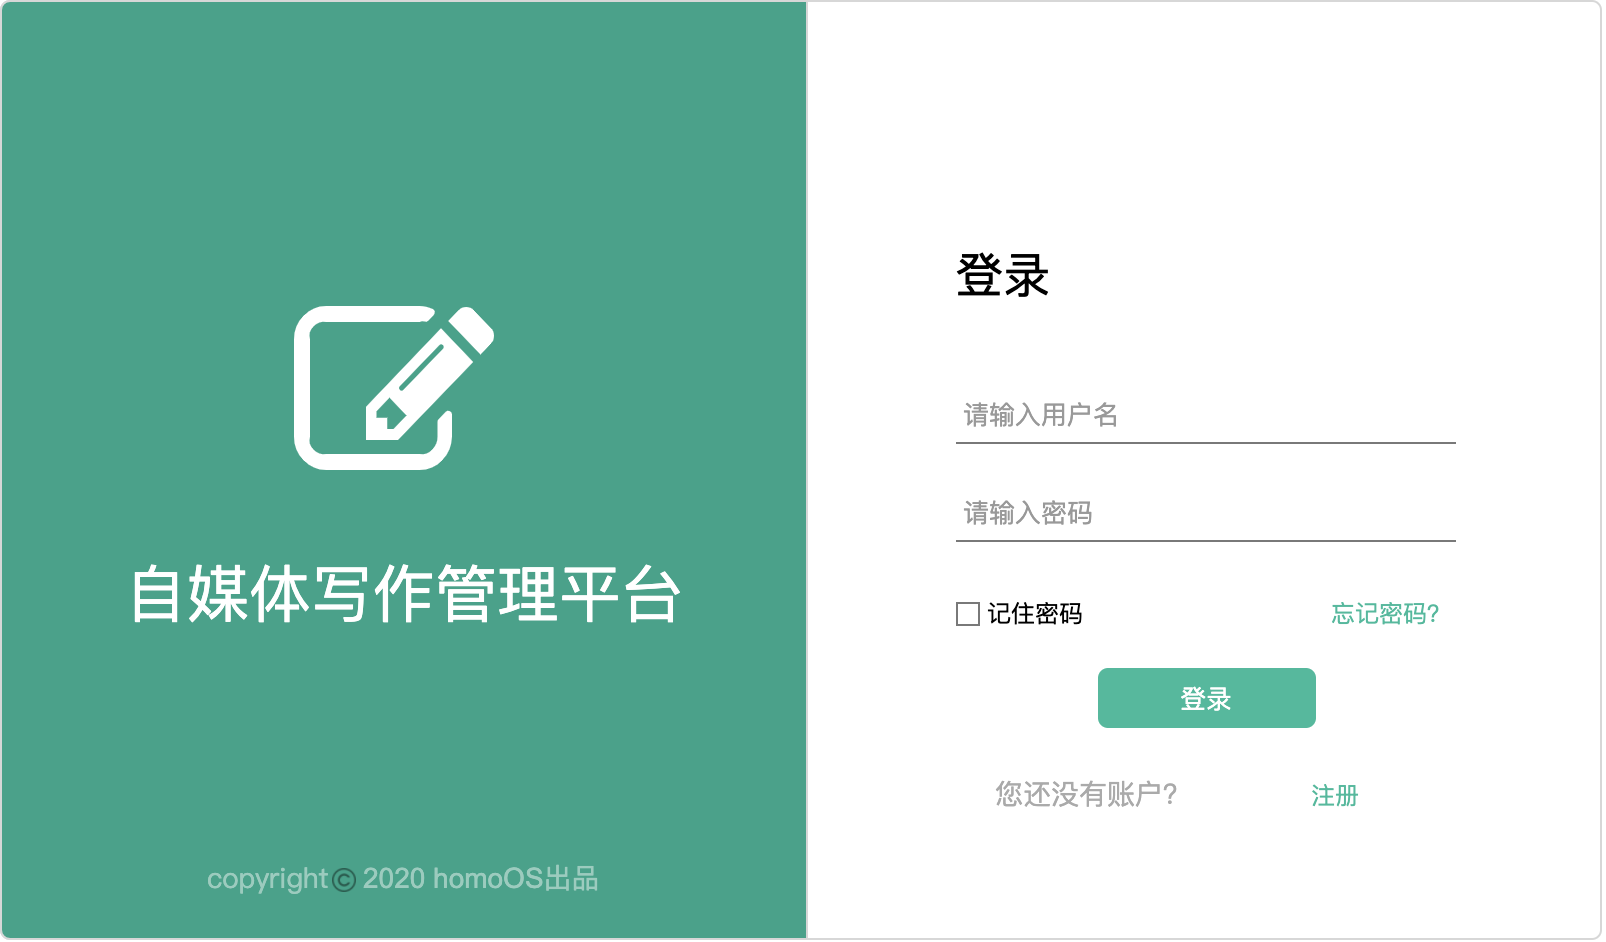 自媒体写作管理平台
copyright© 2020 homoOS出品
登录
请输入用户名
请输入密码
记住密码 忘记密码?
登录
您还没有账户? 注册